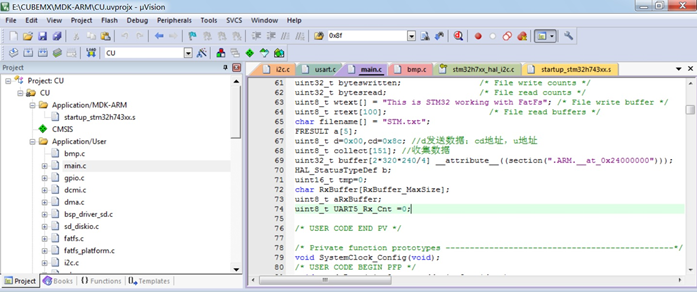 E:\CUBEMX\MDK-ARM\CU.uvprojx - µVision
File Edit View Project Flash Debug Peripherals Tools SVCS Window Help
0x8f
LOAD CU
Project
Project: CU
CU
Application/MDK-ARM
startup_stm32h743xx.s
CMSIS
Application/User
bmp.c
main.c
gpio.c
dcmi.c
dma.c
bsp_driver_sd.c
sd_diskio.c
fatfs.c
fatfs_platform.c
i2c.c
Project Books Functions Templates
i2c.c usart.c main.c bmp.c stm32h7xx_hal_i2c.c startup_stm32h743xx.s
61 uint32_t byteswritten; /* File write counts */
62 uint32_t bytesread; /* File read counts */
63 uint8_t wtext[] = "This is STM32 working with FatFs"; /* File write buffer */
64 uint8_t rtext[100]; /* File read buffers */
65 char filename[] = "STM.txt";
66 FRESULT a[5];
67 uint8_t d=0x00,cd=0x8c; //d发送数据; cd地址, u地址
68 uint8_t collect[151]; //收集数据
69 uint32_t buffer[2*320*240/4] __attribute__((section(".ARM.__at_0x24000000")));
70 HAL_StatusTypeDef b;
71 uint16_t tmp=0;
72 char RxBuffer[RxBuffer_MaxSize];
73 uint8_t aRxBuffer;
74 uint8_t UART5_Rx_Cnt =0;
75
76 /* USER CODE END PV */
77
78 /* Private function prototypes -----------------------------------------------*/
79 void SystemClock_Config(void);
80 /* USER CODE BEGIN PFP */